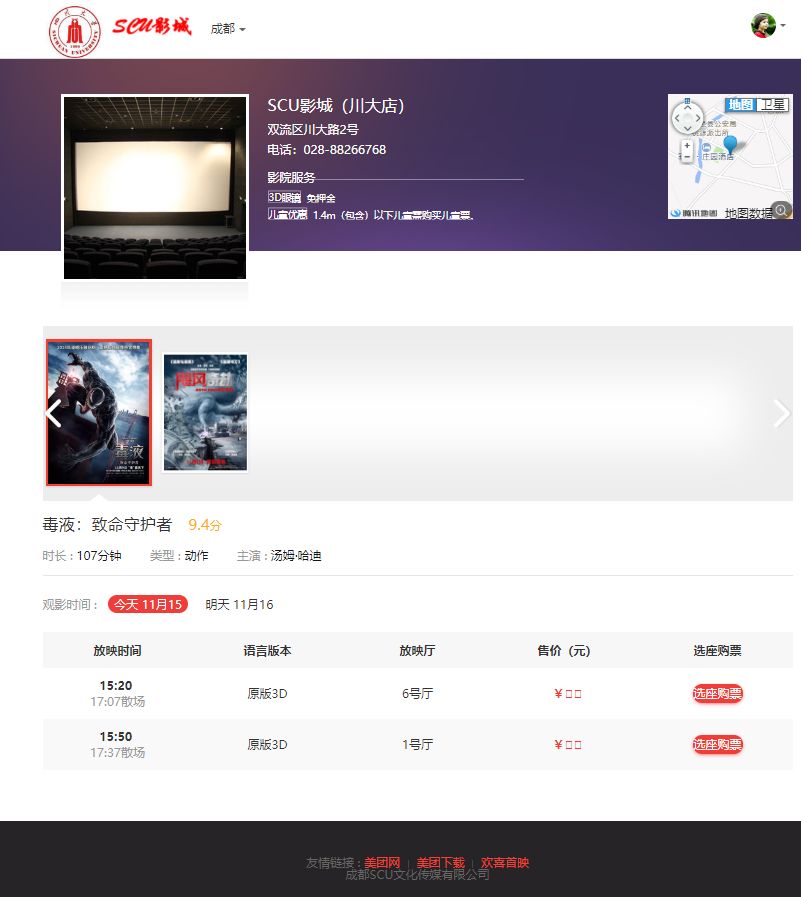 SCU影城 成都
SCU影城（川大店）
双流区川大路2号
电话：028-88266768
影院服务
3D眼镜 免押金
儿童优惠 1.4m（包含）以下儿童需购买儿童票。
地图 卫星
腾讯地图 地图数据
毒液
毒液：致命守护者 9.4分
时长 : 107分钟 类型 : 动作 主演 : 汤姆·哈迪
观影时间 : 今天 11月15 明天 11月16
放映时间 语言版本 放映厅 售价（元） 选座购票
15:20
17:07散场 原版3D 6号厅 ¥ □□ 选座购票
15:50
17:37散场 原版3D 1号厅 ¥ □□ 选座购票
友情链接 : 美团网 | 美团下载 | 欢喜首映
成都SCU文化传媒有限公司